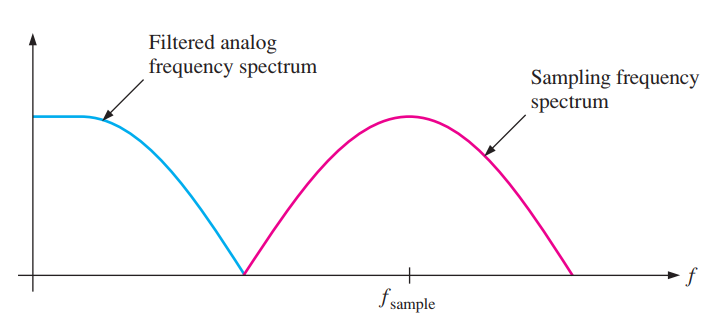 Filtered analog
frequency spectrum
Sampling frequency
spectrum
f
f sample